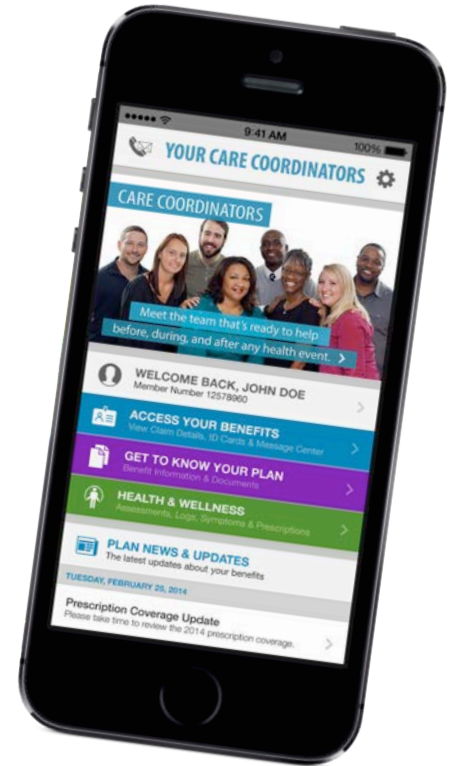 9:41 AM
100%
YOUR CARE COORDINATORS
CARE COORDINATORS
Meet the team that's ready to help
before, during, and after any health event.
WELCOME BACK, JOHN DOE
Member Number 12578960
ACCESS YOUR BENEFITS
View Claim Details, ID Cards & Message Center
GET TO KNOW YOUR PLAN
Benefit Information & Documents
HEALTH & WELLNESS
Assessments, Logs, Symptoms & Prescriptions
PLAN NEWS & UPDATES
The latest updates about your benefits
TUESDAY, FEBRUARY 25, 2014
Prescription Coverage Update
Please take time to review the 2014 prescription coverage.